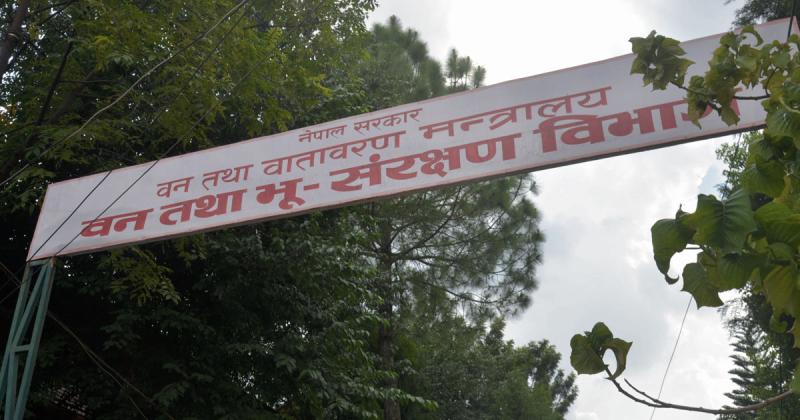 नेपाल सरकार
वन तथा वातावरण मन्त्रालय
वन तथा भू- संरक्षण विभाग